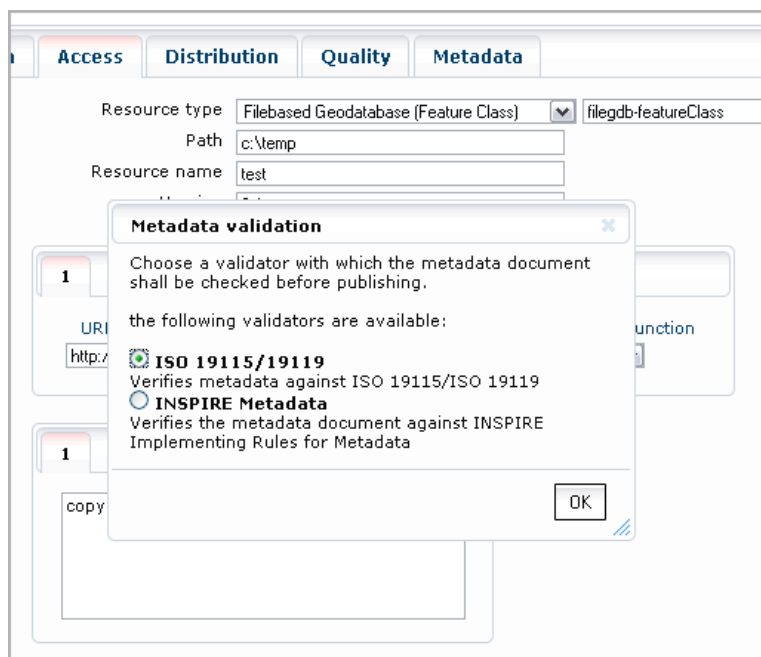 Access Distribution Quality Metadata
Resource type Filebased Geodatabase (Feature Class) filegdb-featureClass
Path c:\temp
Resource name test
Metadata validation
Choose a validator with which the metadata document
shall be checked before publishing.
the following validators are available:
ISO 19115/19119
Verifies metadata against ISO 19115/ISO 19119
INSPIRE Metadata
Verifies the metadata document against INSPIRE
Implementing Rules for Metadata
OK
1
URI
unction
http:/
1
copy